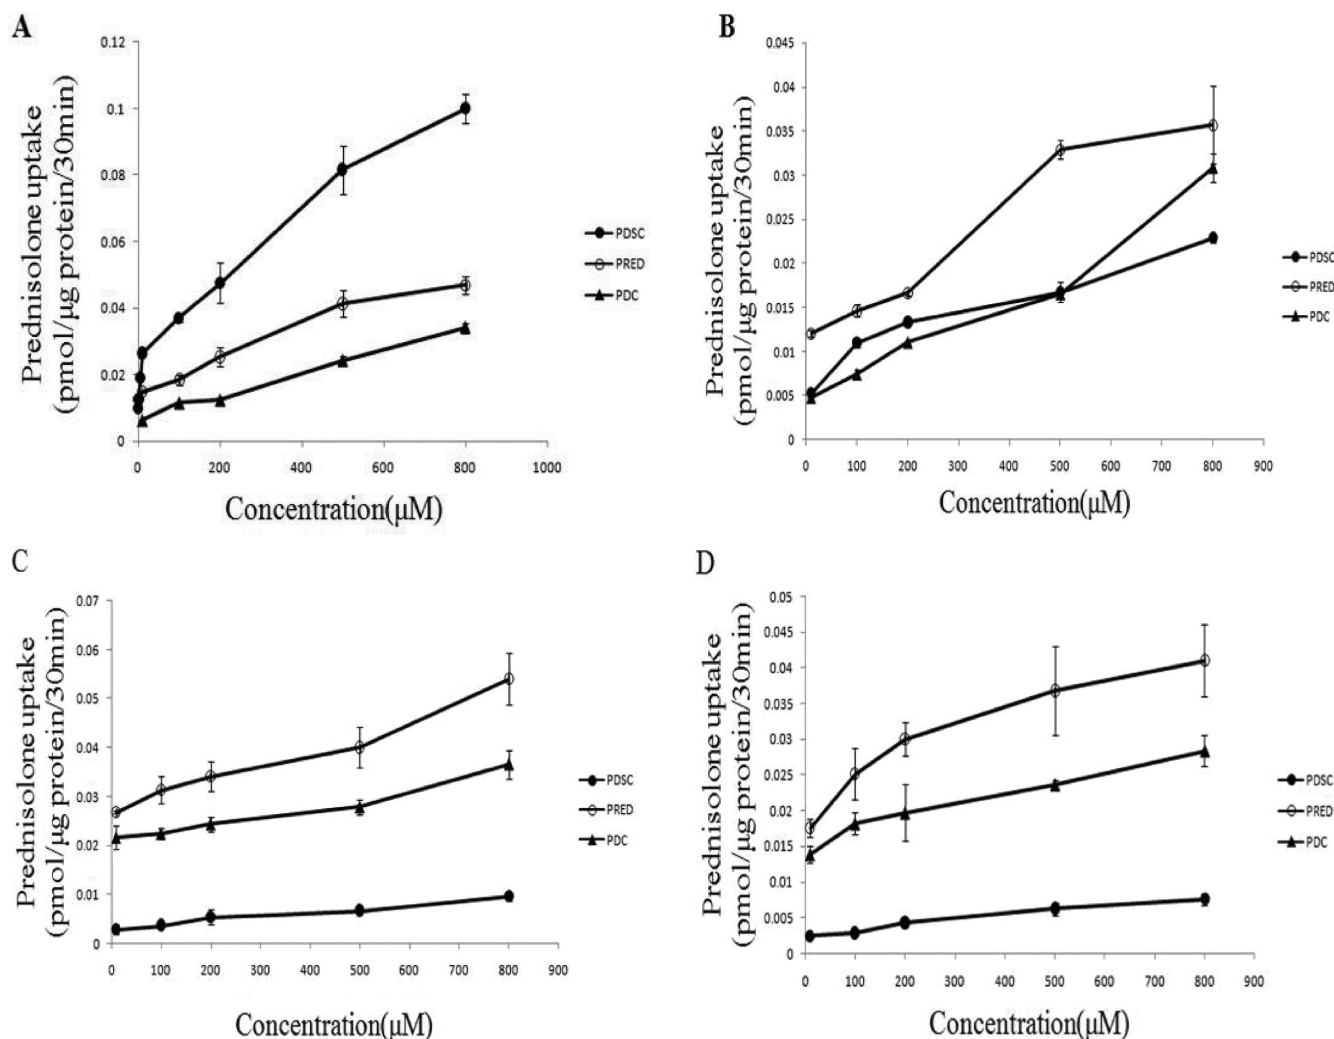 A
Prednisolone uptake
(pmol/μg protein/30min)
0.12
0.1
0.08
0.06
0.04
0.02
0
0 200 400 600 800 1000
Concentration(μM)
PDSC
PRED
PDC
B
Prednisolone uptake
(pmol/μg protein/30min)
0.045
0.04
0.035
0.03
0.025
0.02
0.015
0.01
0.005
0
0 100 200 300 400 500 600 700 800 900
Concentration(μM)
PDSC
PRED
PDC
C
Prednisolone uptake
(pmol/μg protein/30min)
0.07
0.06
0.05
0.04
0.03
0.02
0.01
0
0 100 200 300 400 500 600 700 800 900
Concentration(μM)
PDSC
PRED
PDC
D
Prednisolone uptake
(pmol/μg protein/30min)
0.05
0.045
0.04
0.035
0.03
0.025
0.02
0.015
0.01
0.005
0
0 100 200 300 400 500 600 700 800 900
Concentration(μM)
PDSC
PRED
PDC